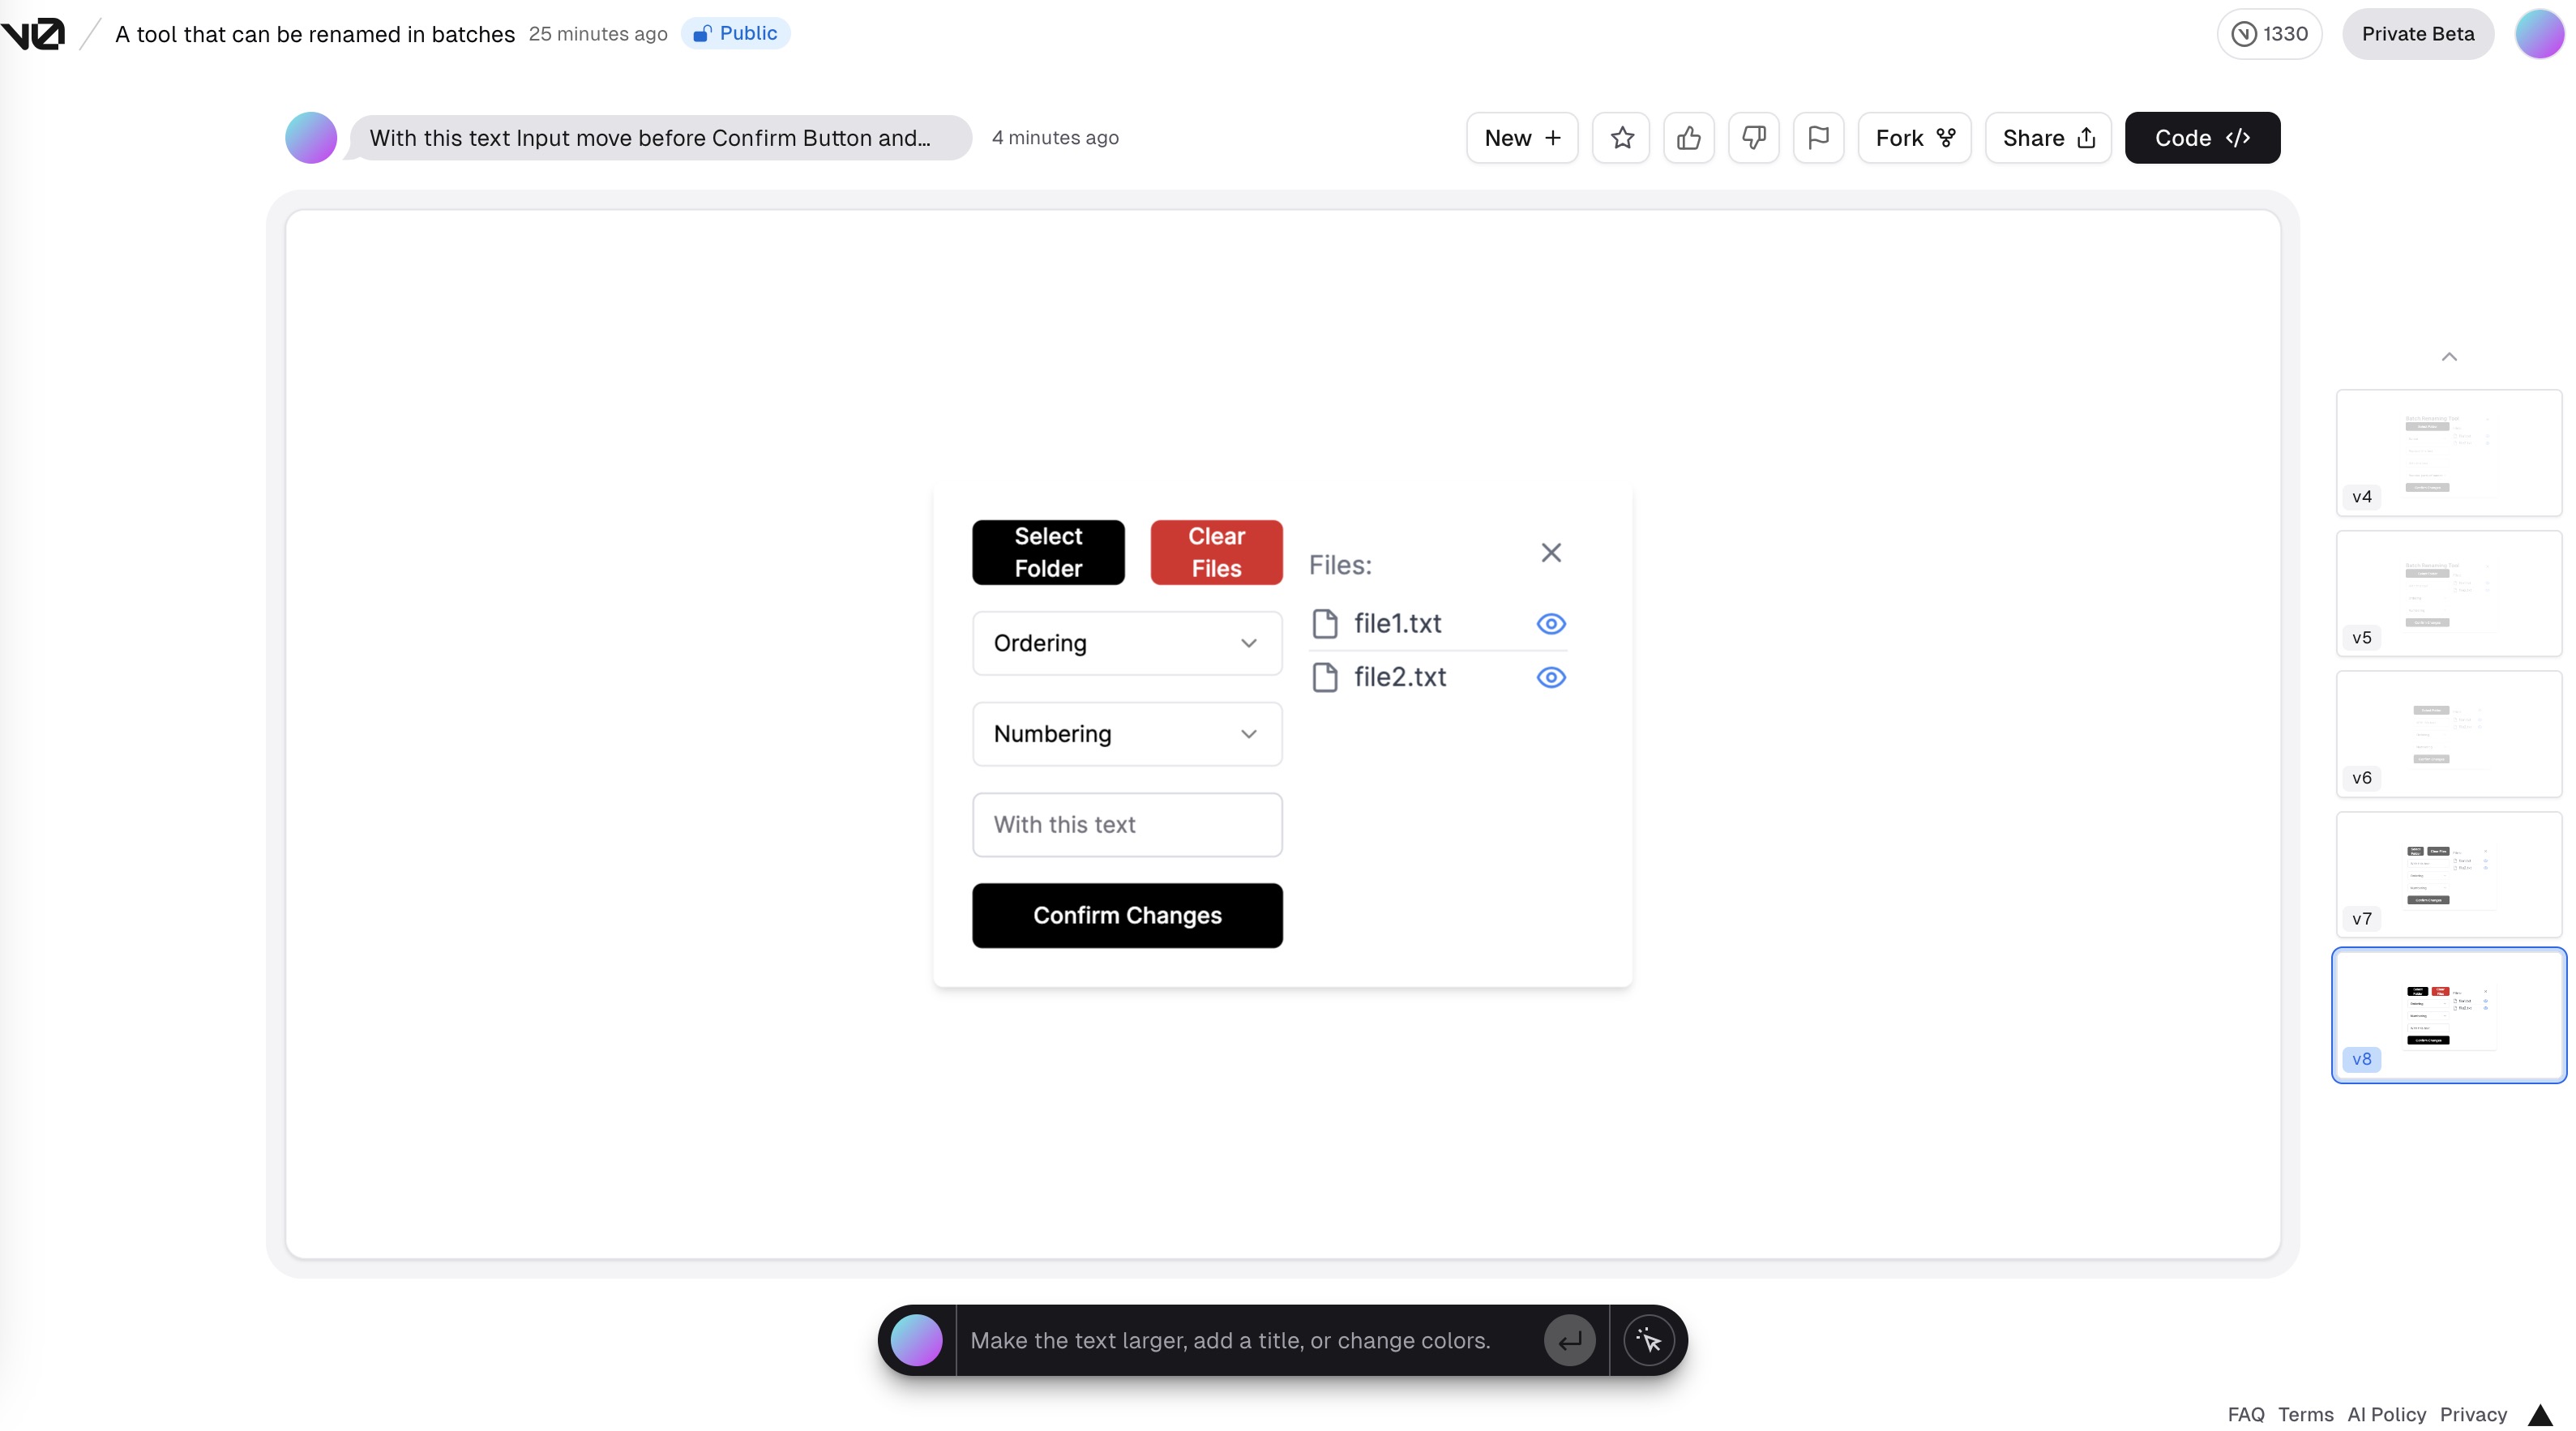 v0 / A tool that can be renamed in batches 25 minutes ago Public 1330 Private Beta
With this text Input move before Confirm Button and... 4 minutes ago New + Fork Share Code </>
Select Folder
Clear Files
Files:
file1.txt
Ordering
file2.txt
Numbering
With this text
Confirm Changes
v4
v5
v6
v7
v8
Make the text larger, add a title, or change colors.
FAQ Terms AI Policy Privacy